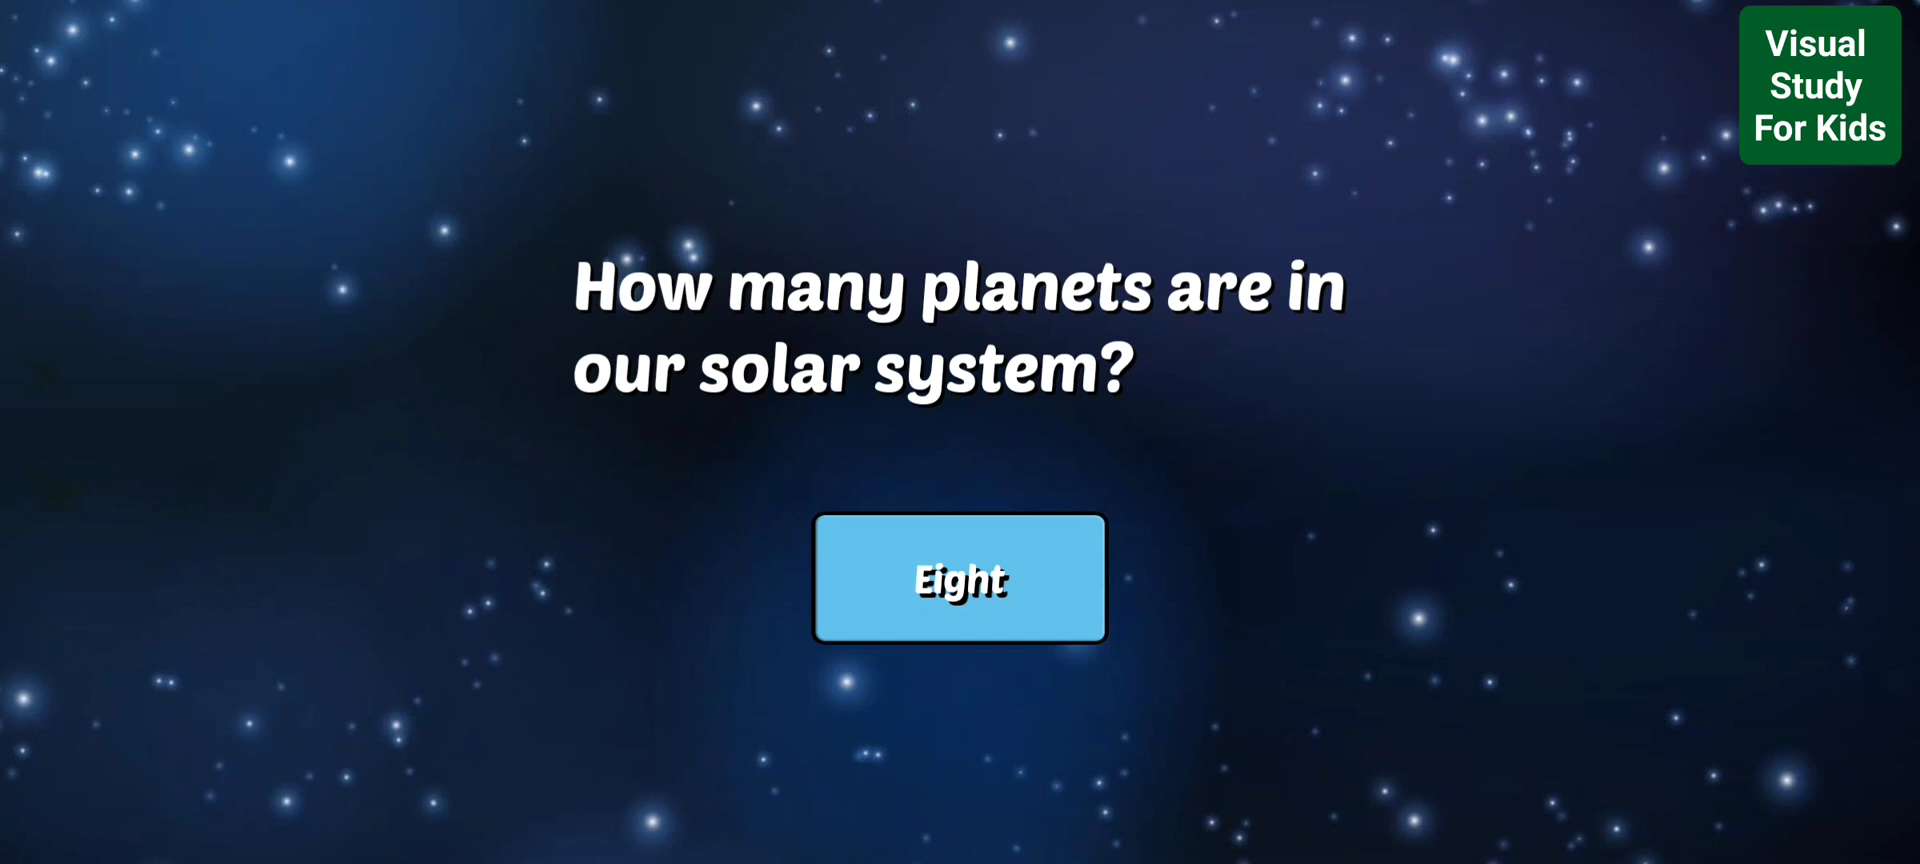 Visual
Study
For Kids
How many planets are in
our solar system?
Eight